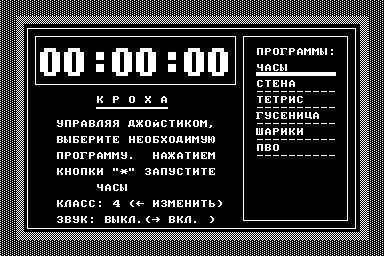 00:00:00
КРОХА
УПРАВЛЯЯ ДЖОЙСТИКОМ,
ВЫБЕРИТЕ НЕОБХОДИМУЮ
ПРОГРАММУ. НАЖАТИЕМ
КНОПКИ "*" ЗАПУСТИТЕ
ЧАСЫ
КЛАСС: 4 (← ИЗМЕНИТЬ)
ЗВУК: ВЫКЛ.(→ ВКЛ. )
ПРОГРАММЫ:
ЧАСЫ
СТЕНА
ТЕТРИС
ГУСЕНИЦА
ШАРИКИ
ПВО